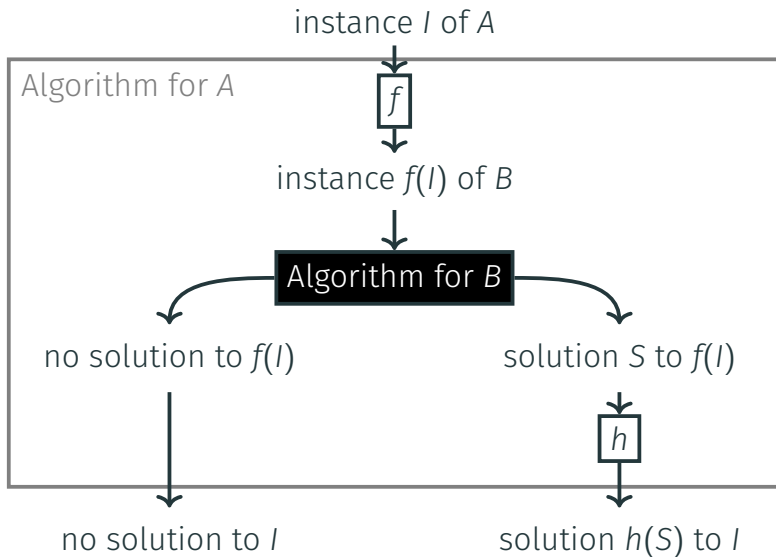 instance I of A
Algorithm for A
f
instance f(I) of B
Algorithm for B
no solution to f(I)
solution S to f(I)
h
no solution to I
solution h(S) to I